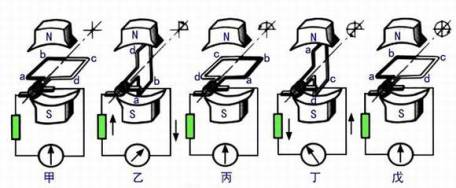 N N N N N
b c a d
d b a
c b d a
a c d
b c a d
S S S S S
甲 乙 丙 丁 戊